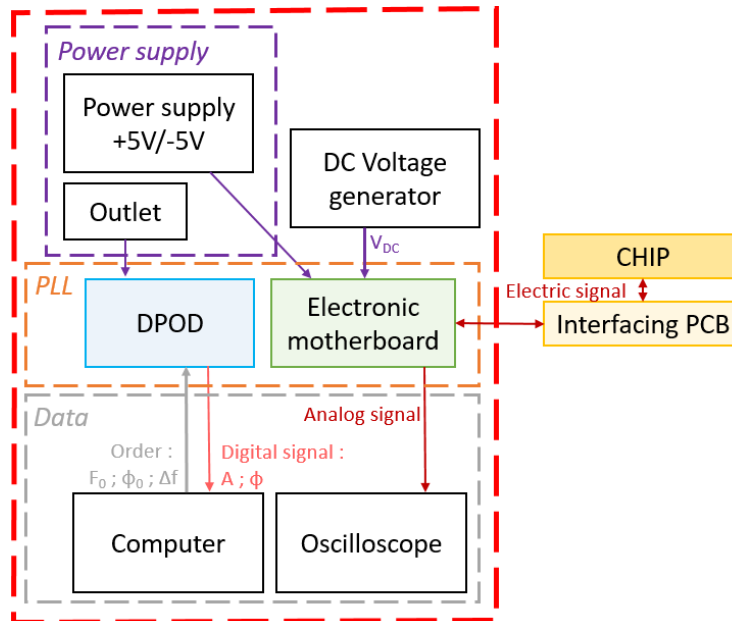 Power supply
Power supply
+5V/-5V
DC Voltage
generator
Outlet
V_DC
CHIP
PLL
Electric signal
DPOD
Electronic
motherboard
Interfacing PCB
Data
Analog signal
Order :
F₀ ; ϕ₀ ; Δf
Digital signal :
A ; ϕ
Computer
Oscilloscope